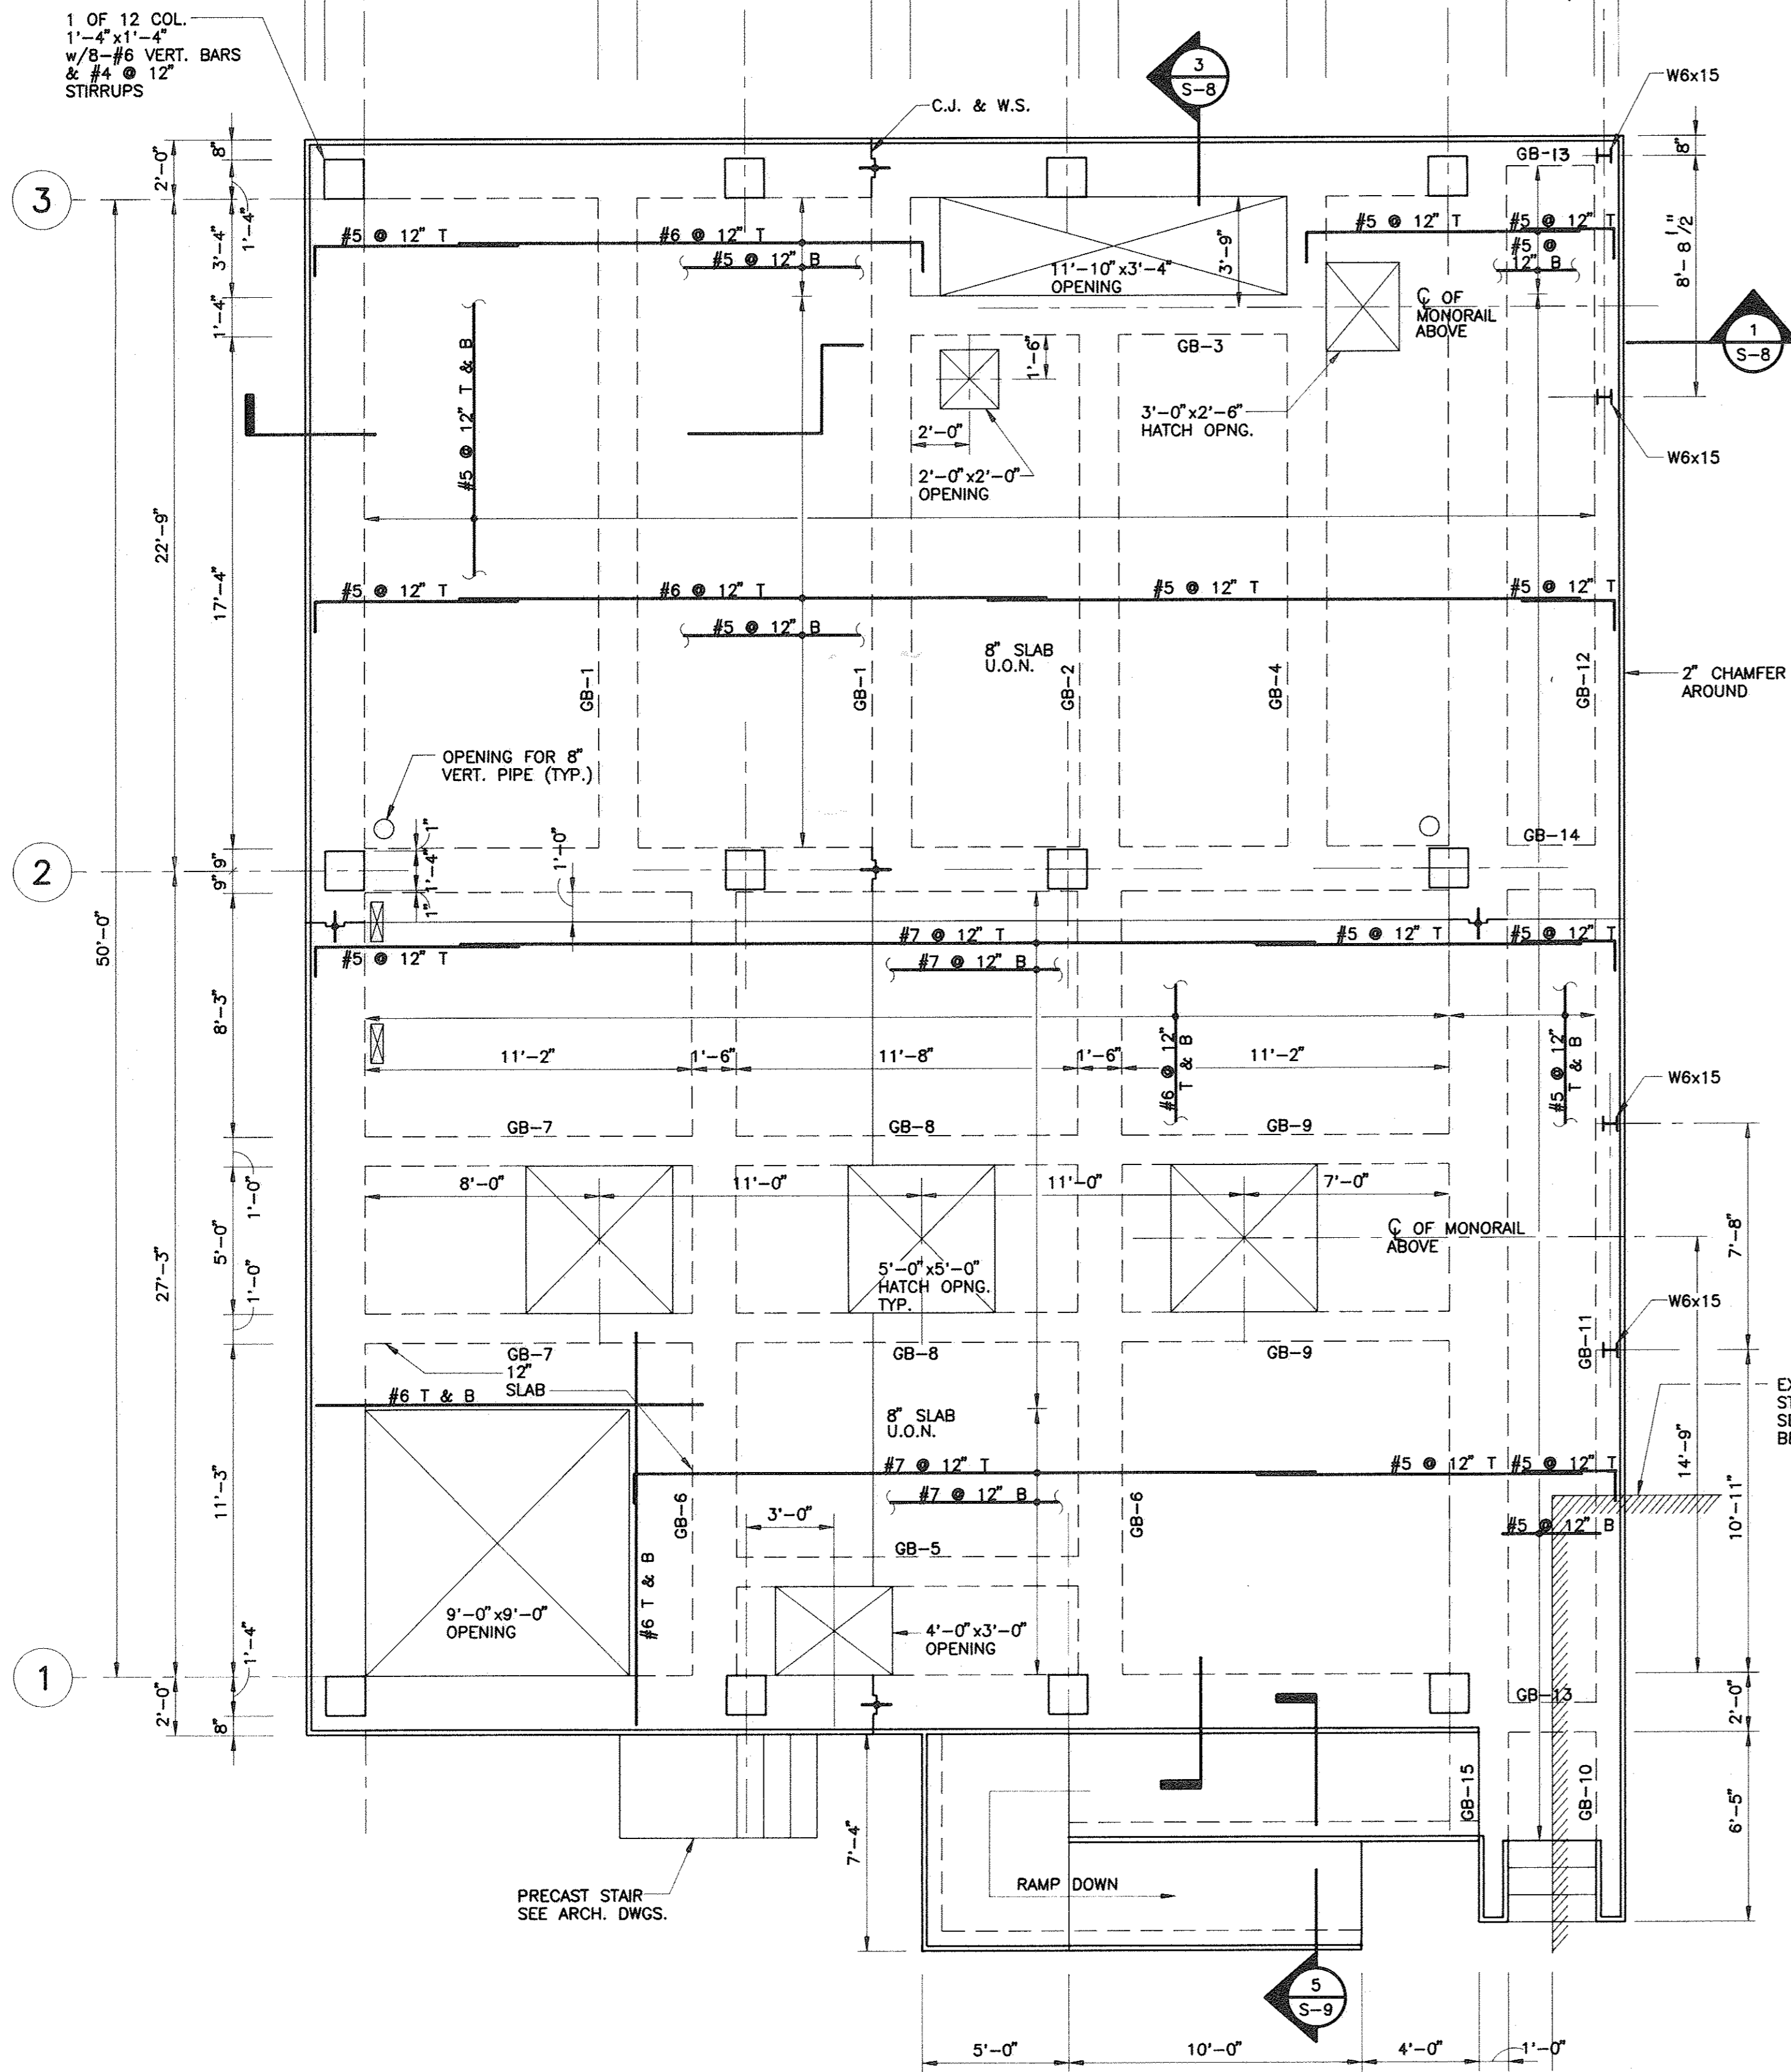 1 OF 12 COL.
1'-4"x1'-4"
w/8-#6 VERT. BARS
& #4 @ 12"
STIRRUPS
3
S-8
W6x15
C.J. & W.S.
8"
2'-0"
8"
GB-13
3
1'-4"
3'-4"
#5 @ 12" T
#6 @ 12" T
#5 @ 12" B
3'-9"
11'-10"x3'-4"
OPENING
#5 @ 12" T
#5 @ 12" T
#5 @
12" B
8'-8 1/2"
1'-4"
℄ OF
MONORAIL
ABOVE
1
S-8
GB-3
1'-6"
#5 @ 12" T & B
3'-0"x2'-6"
HATCH OPNG.
2'-0"
2'-0"x2'-0"
OPENING
W6x15
22'-9"
17'-4"
#5 @ 12" T
#6 @ 12" T
#5 @ 12" T
#5 @ 12" T
#5 @ 12" B
8" SLAB
U.O.N.
GB-1
GB-1
GB-2
GB-4
GB-12
2" CHAMFER
AROUND
OPENING FOR 8"
VERT. PIPE (TYP.)
GB-14
9"
9"
1"
1'-4"
1"
1'-0"
2
50'-0"
#5 @ 12" T
#7 @ 12" T
#5 @ 12" T
#5 @ 12" T
#7 @ 12" B
8'-3"
11'-2"
1'-6"
11'-8"
1'-6"
11'-2"
#6 @ 12"
T & B
#5 @ 12"
T & B
W6x15
GB-7
GB-8
GB-9
1'-0"
8'-0"
11'-0"
11'-0"
7'-0"
5'-0"
℄ OF MONORAIL
ABOVE
7'-8"
5'-0"x5'-0"
HATCH OPNG.
TYP.
27'-3"
1'-0"
W6x15
GB-11
GB-7
GB-8
GB-9
12"
SLAB
#6 T & B
8" SLAB
U.O.N.
14'-9"
#7 @ 12" T
#5 @ 12" T
#5 @ 12" T
#7 @ 12" B
11'-3"
GB-6
GB-6
3'-0"
#5 @ 12" B
10'-11"
GB-5
#6 T & B
9'-0"x9'-0"
OPENING
4'-0"x3'-0"
OPENING
1'-4"
1
2'-0"
8"
GB-13
2'-0"
GB-15
GB-10
6'-5"
7'-4"
RAMP DOWN
PRECAST STAIR
SEE ARCH. DWGS.
5
S-9
5'-0"
10'-0"
4'-0"
1'-0"